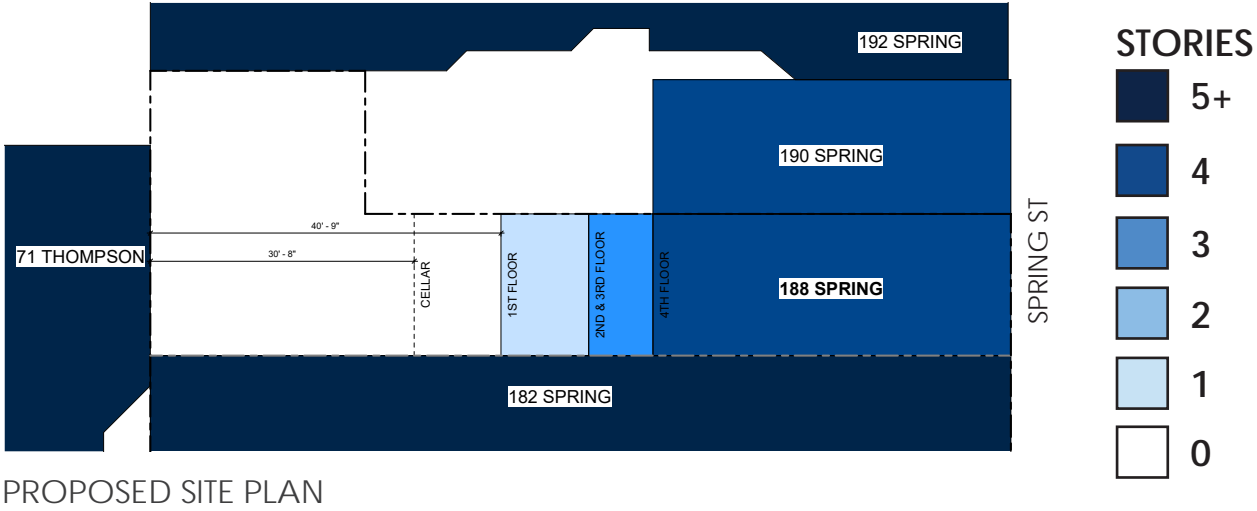 192 SPRING
190 SPRING
71 THOMPSON
40' - 9"
30' - 8"
CELLAR
1ST FLOOR
2ND & 3RD FLOOR
4TH FLOOR
188 SPRING
182 SPRING
SPRING ST
STORIES
5+
4
3
2
1
0
PROPOSED SITE PLAN